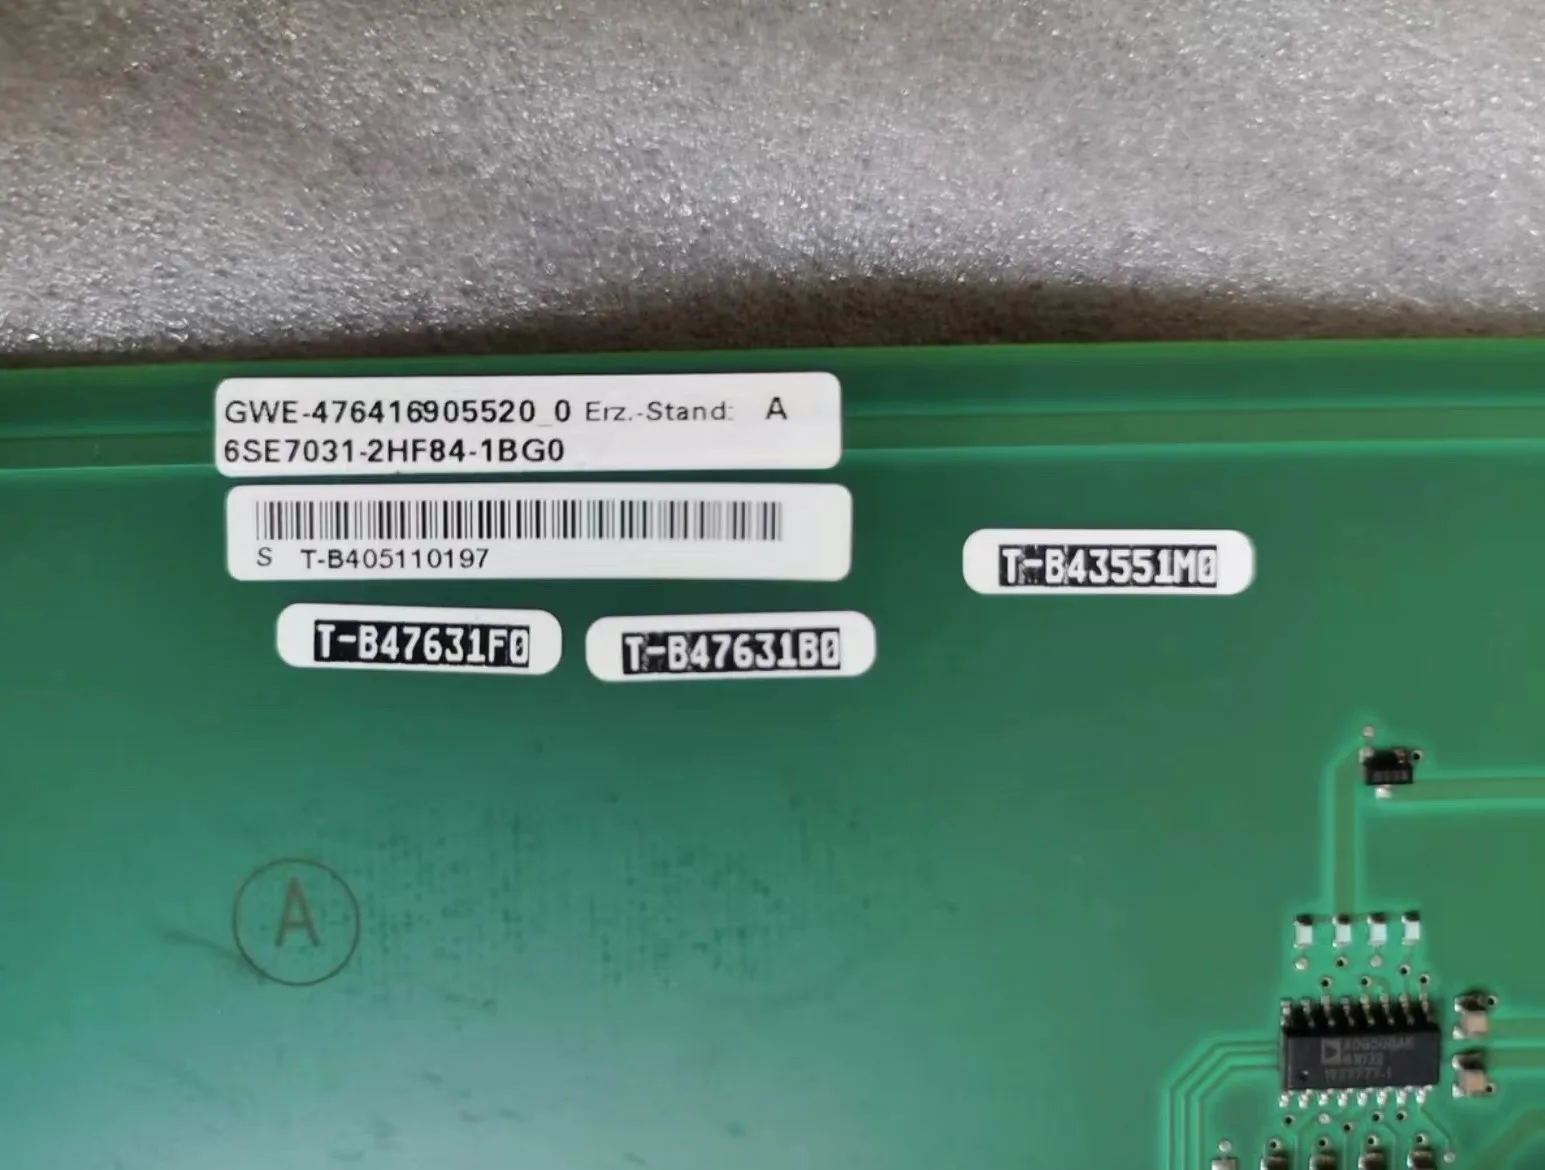 GWE-476416905520_0 Erz.-Stand: A
6SE7031-2HF84-1BG0
S T-B405110197
T-B43551M0
T-B47631F0
T-B47631B0
A